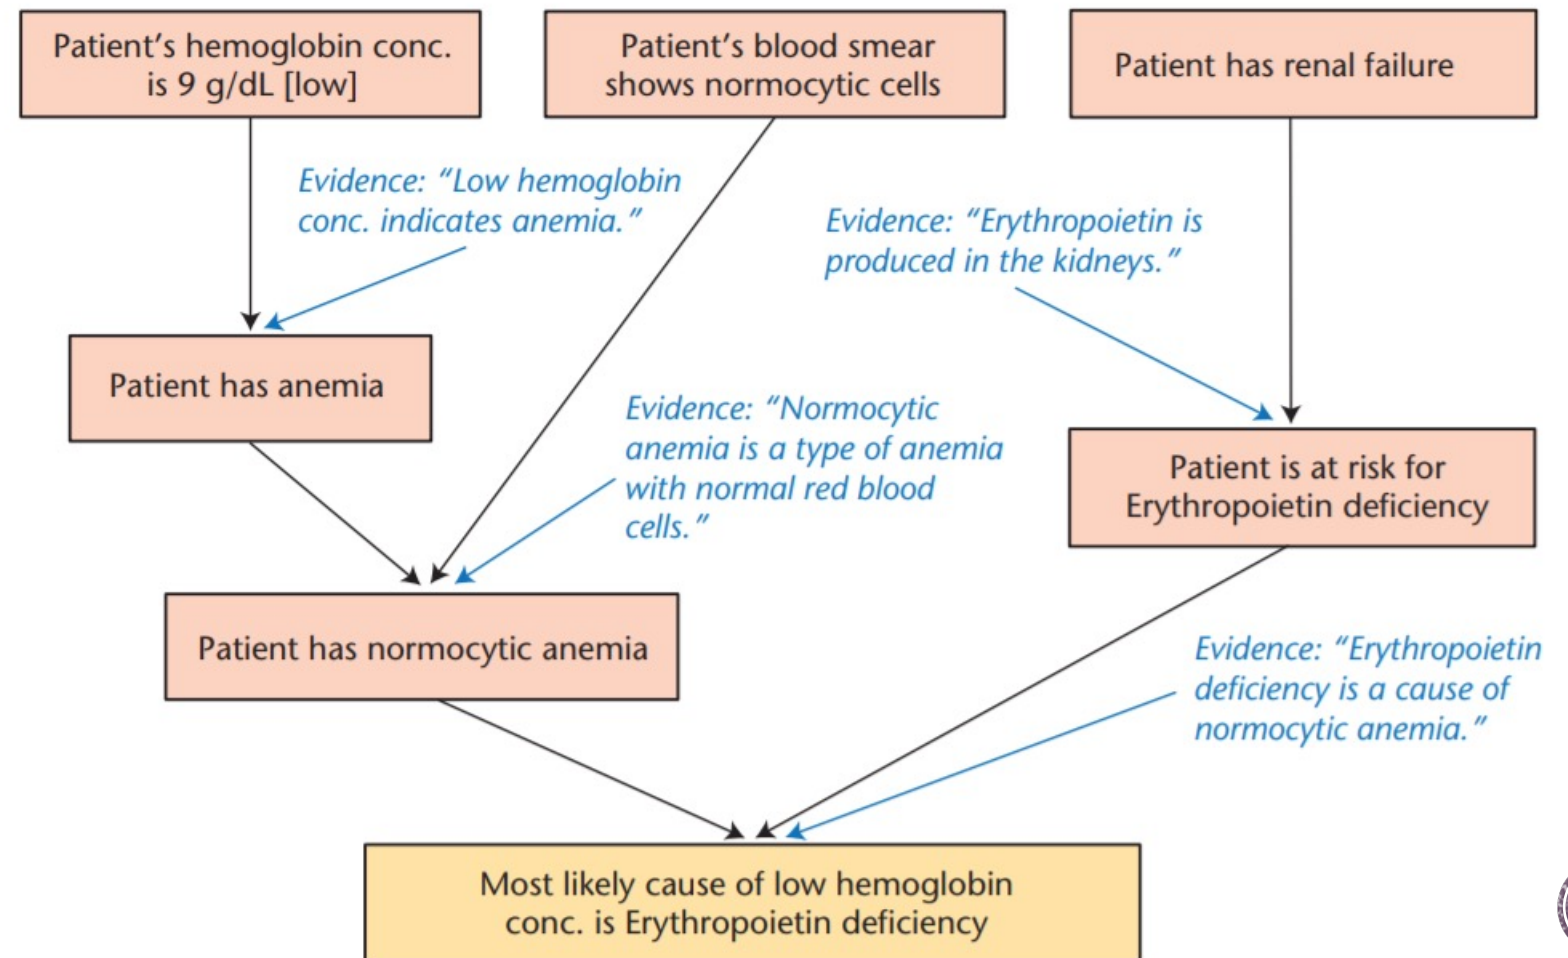 Patient’s hemoglobin conc.
is 9 g/dL [low]
Patient’s blood smear
shows normocytic cells
Patient has renal failure
Evidence: “Low hemoglobin
conc. indicates anemia.”
Evidence: “Erythropoietin is
produced in the kidneys.”
Patient has anemia
Evidence: “Normocytic
anemia is a type of anemia
with normal red blood
cells.”
Patient is at risk for
Erythropoietin deficiency
Patient has normocytic anemia
Evidence: “Erythropoietin
deficiency is a cause of
normocytic anemia.”
Most likely cause of low hemoglobin
conc. is Erythropoietin deficiency